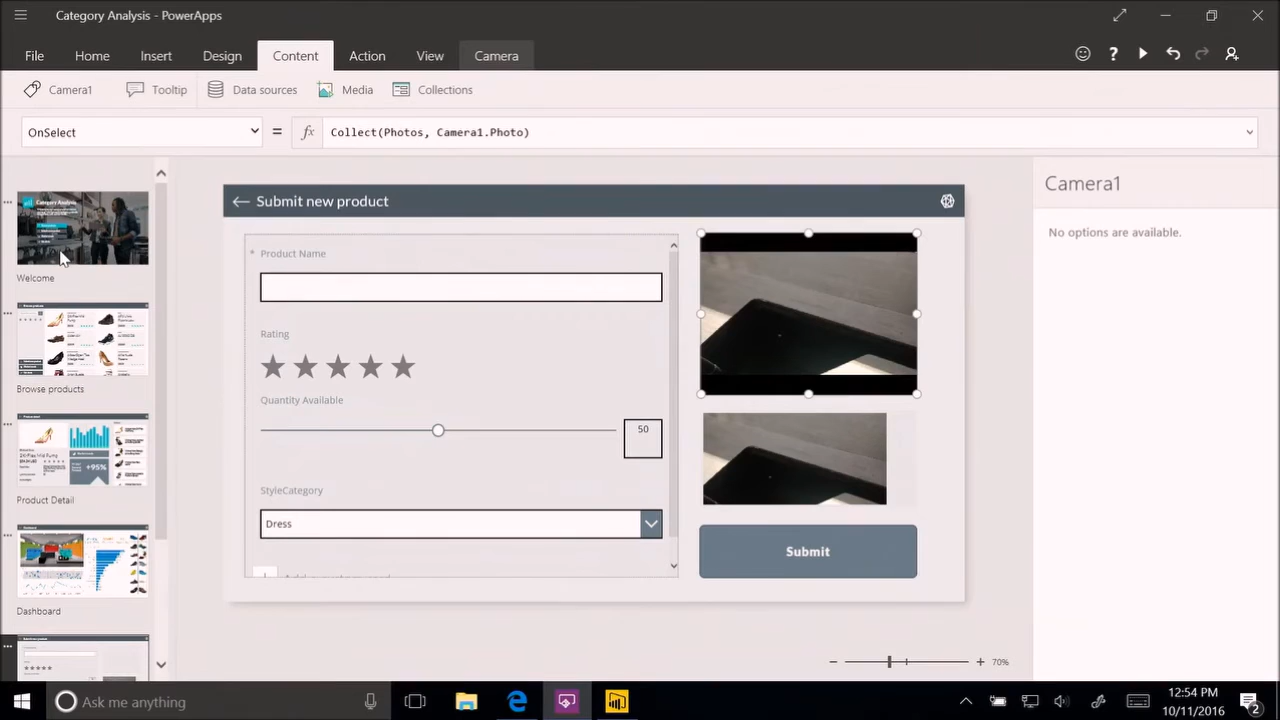 Category Analysis - PowerApps
File Home Insert Design Content Action View Camera
Camera1 Tooltip Data sources Media Collections
OnSelect = fx Collect(Photos, Camera1.Photo)
Category Analysis
Welcome
Browse products
Product Detail
+95%
Dashboard
Submit new product
* Product Name
Rating
Quantity Available
50
StyleCategory
Dress
Submit
Camera1
No options are available.
70%
Ask me anything
12:54 PM
10/11/2016
2